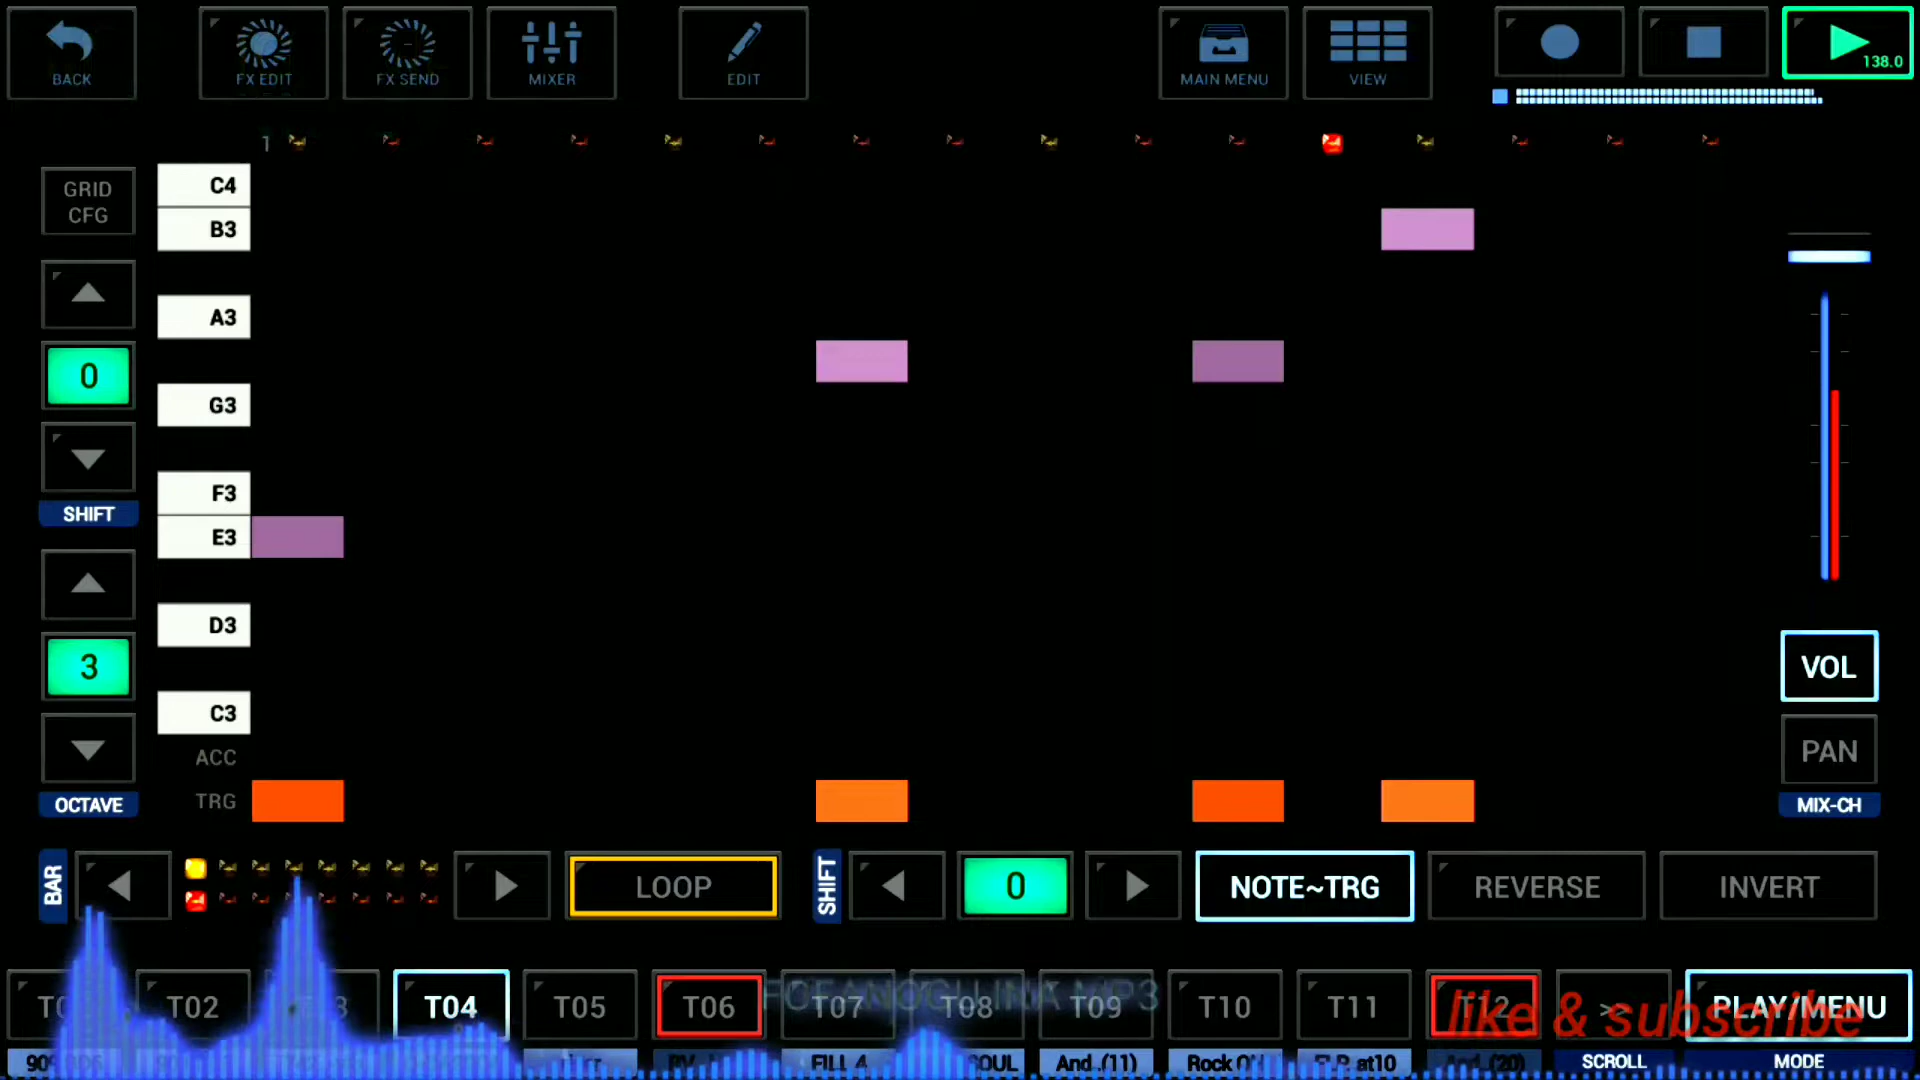 BACK
FX EDIT
FX SEND
MIXER
EDIT
MAIN MENU
VIEW
138.0
1
GRID
CFG
C4
B3
A3
G3
F3
E3
D3
C3
ACC
TRG
0
SHIFT
3
OCTAVE
VOL
PAN
MIX-CH
BAR
LOOP
SHIFT
0
NOTE~TRG
REVERSE
INVERT
T02
T04
T05
T06
T07
T08
T09
T10
T11
T12
>>
PLAY/MENU
like & subscribe
FILL 4
SOUL
And.(11)
Rock
SCROLL
MODE